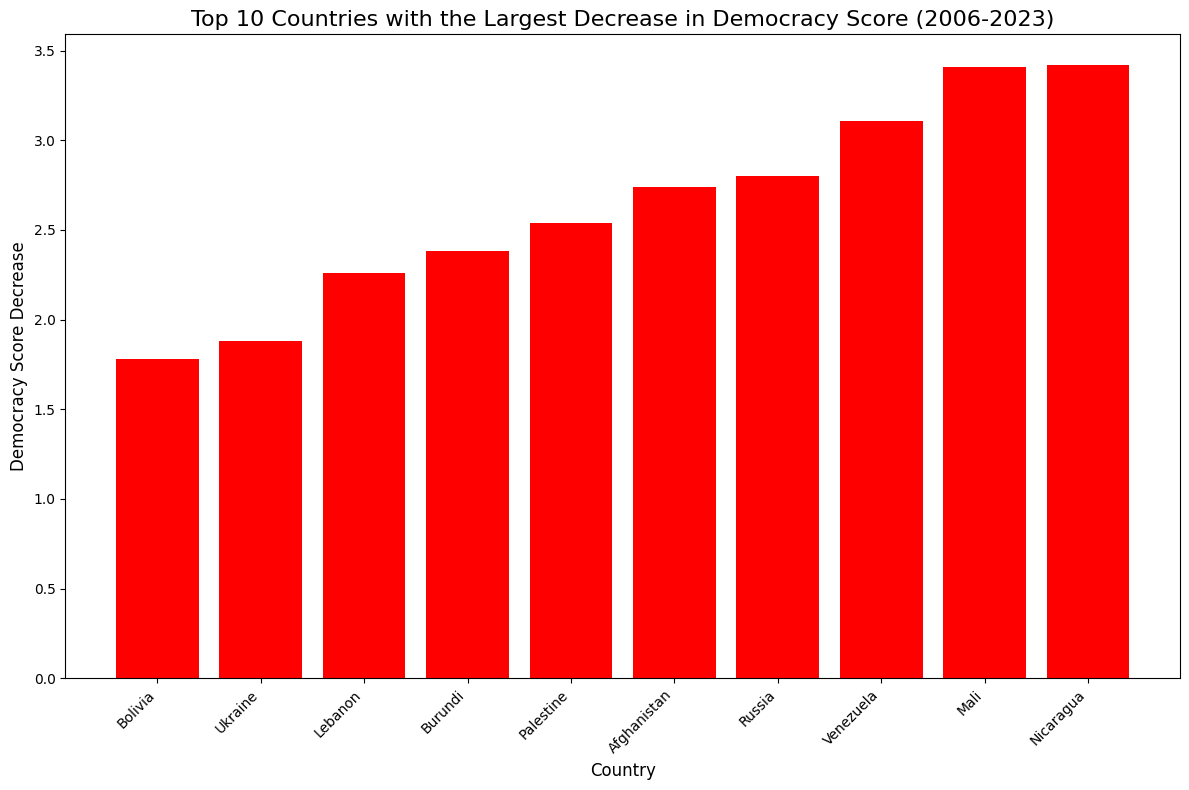 Top 10 Countries with the Largest Decrease in Democracy Score (2006-2023)
Democracy Score Decrease
3.5
3.0
2.5
2.0
1.5
1.0
0.5
0.0
Bolivia
Ukraine
Lebanon
Burundi
Palestine
Afghanistan
Russia
Venezuela
Mali
Nicaragua
Country